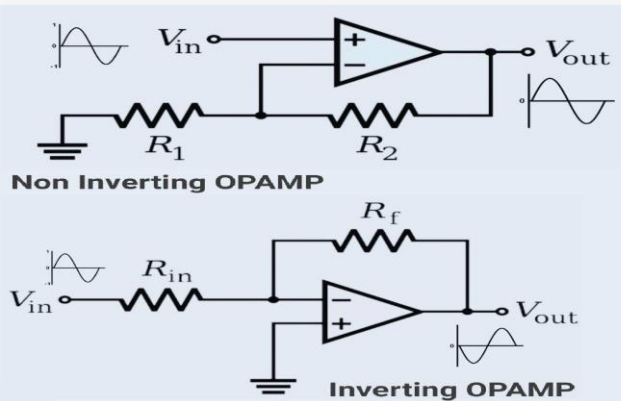 V_in + V_out
−
R_1 R_2
Non Inverting OPAMP
R_f
R_in
V_in − V_out
+
Inverting OPAMP